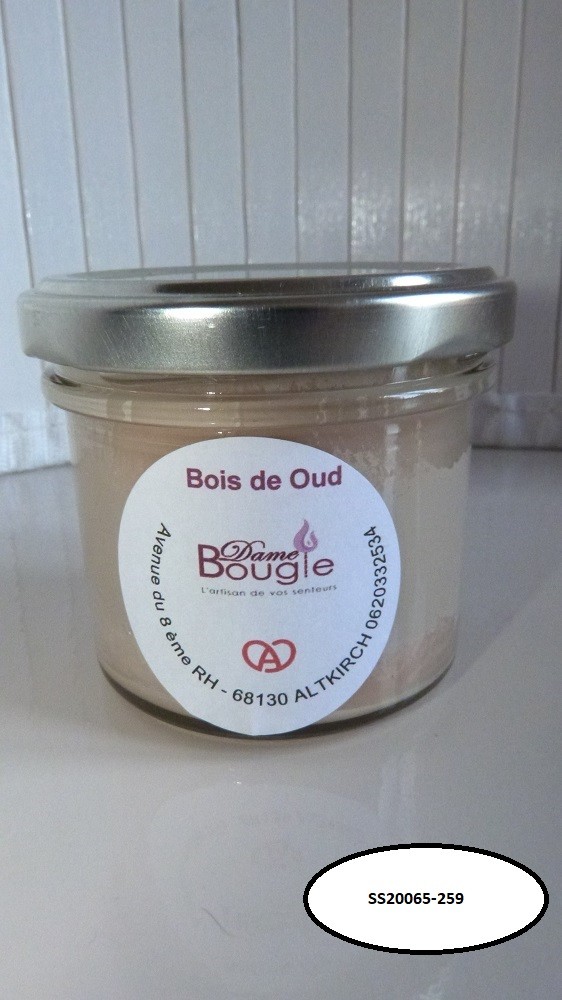 Bois de Oud
Dame
Bougie
L'artisan de vos senteurs
Avenue du 8 ème RH - 68130 ALTKIRCH 0620332534
A
SS20065-259